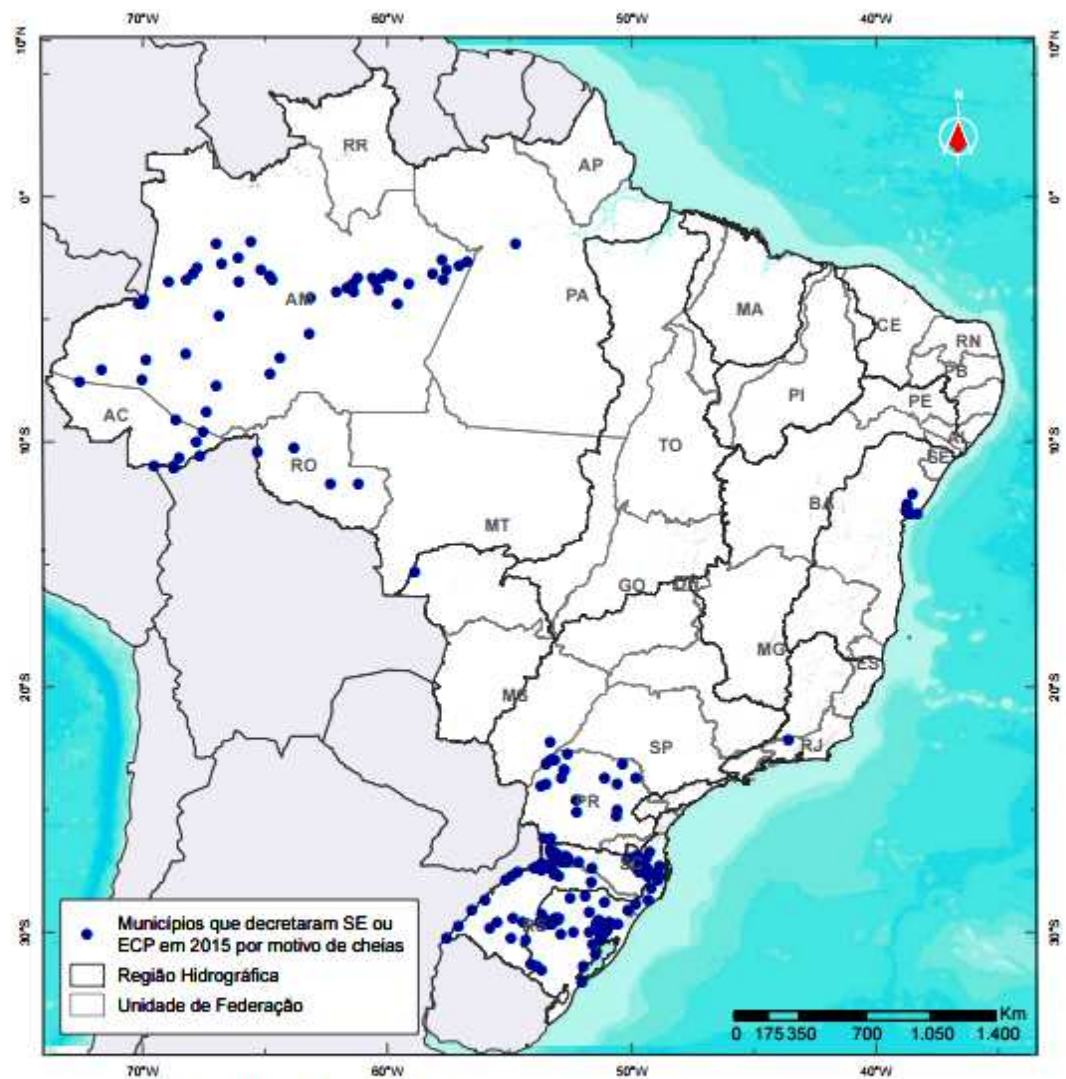 70°W 60°W 50°W 40°W
10°N 10°N
N
RR
AP
0° 0°
AM
PA
MA
CE
RN
PB
PI
PE
AC
AL
10°S 10°S
SE
TO
RO
BA
MT
GO
DF
MG
ES
MS
20°S 20°S
SP
RJ
PR
SC
RS
Municípios que decretaram SE ou
ECP em 2015 por motivo de cheias
30°S 30°S
Região Hidrográfica
Unidade de Federação
Km
0 175 350 700 1.050 1.400
70°W 60°W 50°W 40°W